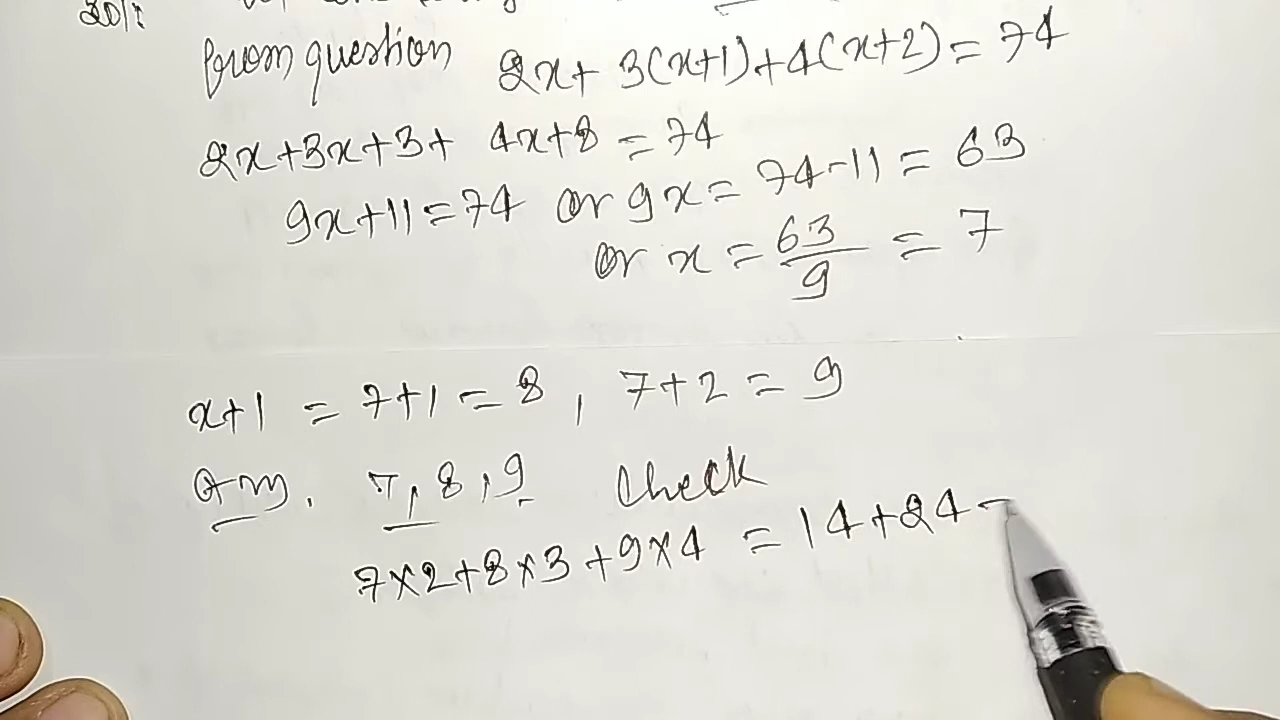 Soln
From question 2x+ 3(x+1)+4(x+2)=74
2x+3x+3+ 4x+8 =74
9x+11=74 or 9x= 74-11 = 63
or x = 63/9 = 7
x+1 = 7+1 = 8 , 7+2 = 9
Ans. 7, 8, 9 Check
7×2+8×3+9×4 = 14+24-